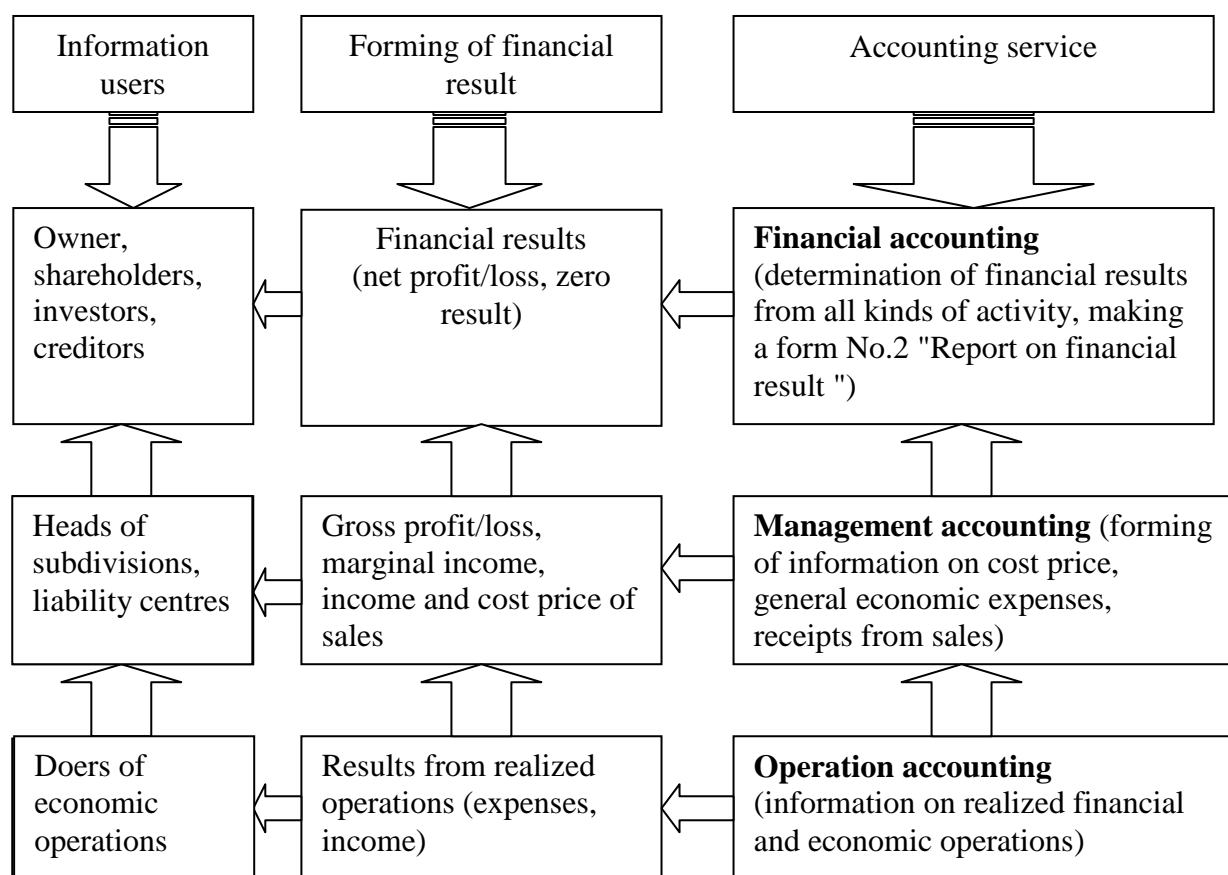 Information
users
Forming of financial
result
Accounting service
Owner,
shareholders,
investors,
creditors
Financial results
(net profit/loss, zero
result)
Financial accounting
(determination of financial results
from all kinds of activity, making
a form No.2 "Report on financial
result ")
Heads of
subdivisions,
liability centres
Gross profit/loss,
marginal income,
income and cost price of
sales
Management accounting (forming
of information on cost price,
general economic expenses,
receipts from sales)
Doers of
economic
operations
Results from realized
operations (expenses,
income)
Operation accounting
(information on realized financial
and economic operations)